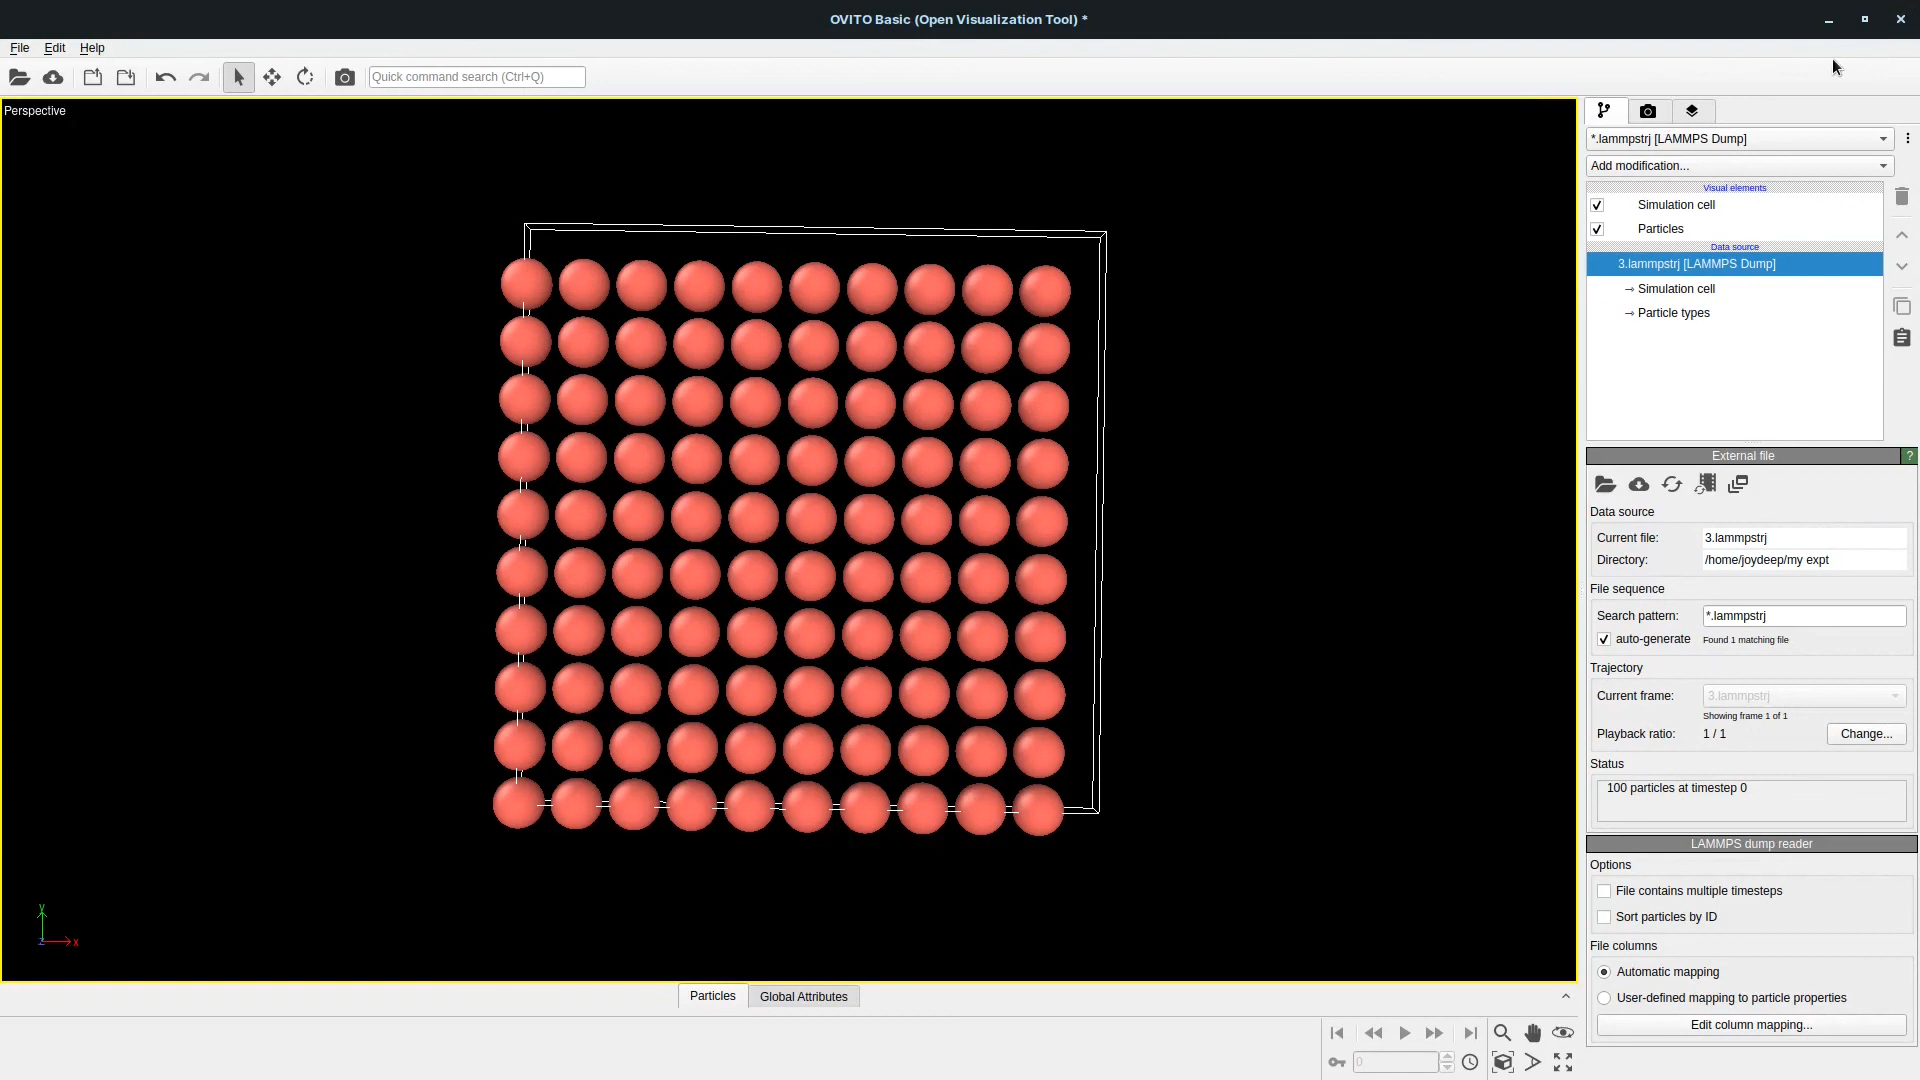 OVITO Basic (Open Visualization Tool) *
File Edit Help
Quick command search (Ctrl+Q)
Perspective
*.lammpstrj [LAMMPS Dump]
Add modification...
Visual elements
Simulation cell
Particles
Data source
3.lammpstrj [LAMMPS Dump]
→ Simulation cell
→ Particle types
External file ?
Data source
Current file: 3.lammpstrj
Directory: /home/joydeep/my expt
File sequence
Search pattern: *.lammpstrj
auto-generate Found 1 matching file
Trajectory
Current frame: 3.lammpstrj
Showing frame 1 of 1
Playback ratio: 1 / 1 Change...
Status
100 particles at timestep 0
LAMMPS dump reader
Options
File contains multiple timesteps
Sort particles by ID
File columns
Automatic mapping
User-defined mapping to particle properties
Edit column mapping...
y
z x
Particles Global Attributes
0